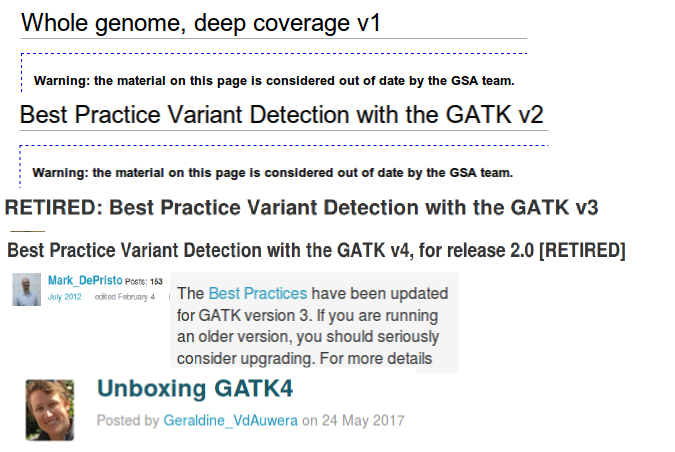 Whole genome, deep coverage v1
Warning: the material on this page is considered out of date by the GSA team.
Best Practice Variant Detection with the GATK v2
Warning: the material on this page is considered out of date by the GSA team.
RETIRED: Best Practice Variant Detection with the GATK v3
Best Practice Variant Detection with the GATK v4, for release 2.0 [RETIRED]
Mark_DePristo Posts: 153
July 2012 edited February 4
The Best Practices have been updated
for GATK version 3. If you are running
an older version, you should seriously
consider upgrading. For more details
Unboxing GATK4
Posted by Geraldine_VdAuwera on 24 May 2017